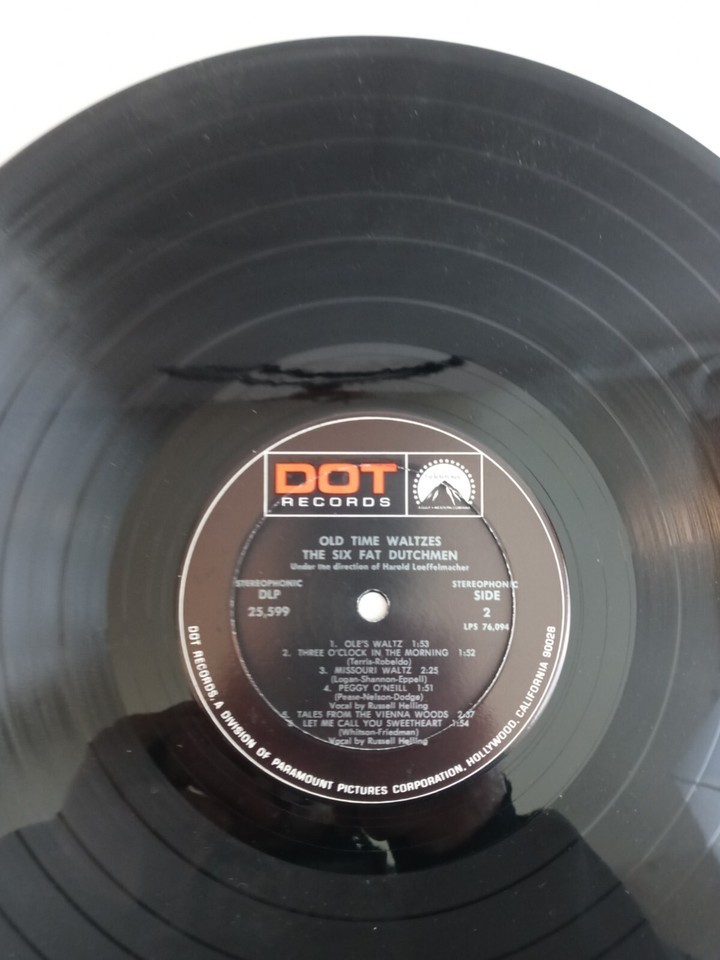 DOT
RECORDS
OLD TIME WALTZES
THE SIX FAT DUTCHMEN
Under the direction of Harold Loeffelmacher
STEREOPHONIC
DLP
25,599
STEREOPHONIC
SIDE
2
LPS 76,094
1. OLE'S WALTZ 1:53
2. THREE O'CLOCK IN THE MORNING 1:52
(Terris-Robeldo)
3. MISSOURI WALTZ 2:25
(Logan-Shannon-Eppell)
4. PEGGY O'NEILL 1:51
(Pease-Nelson-Dodge)
Vocal by Russell Helling
5. TALES FROM THE VIENNA WOODS 2:37
LET ME CALL YOU SWEETHEART 1:54
(Whitson-Friedman)
Vocal by Russell Helling
DOT RECORDS, A DIVISION OF PARAMOUNT PICTURES CORPORATION, HOLLYWOOD, CALIFORNIA 90028